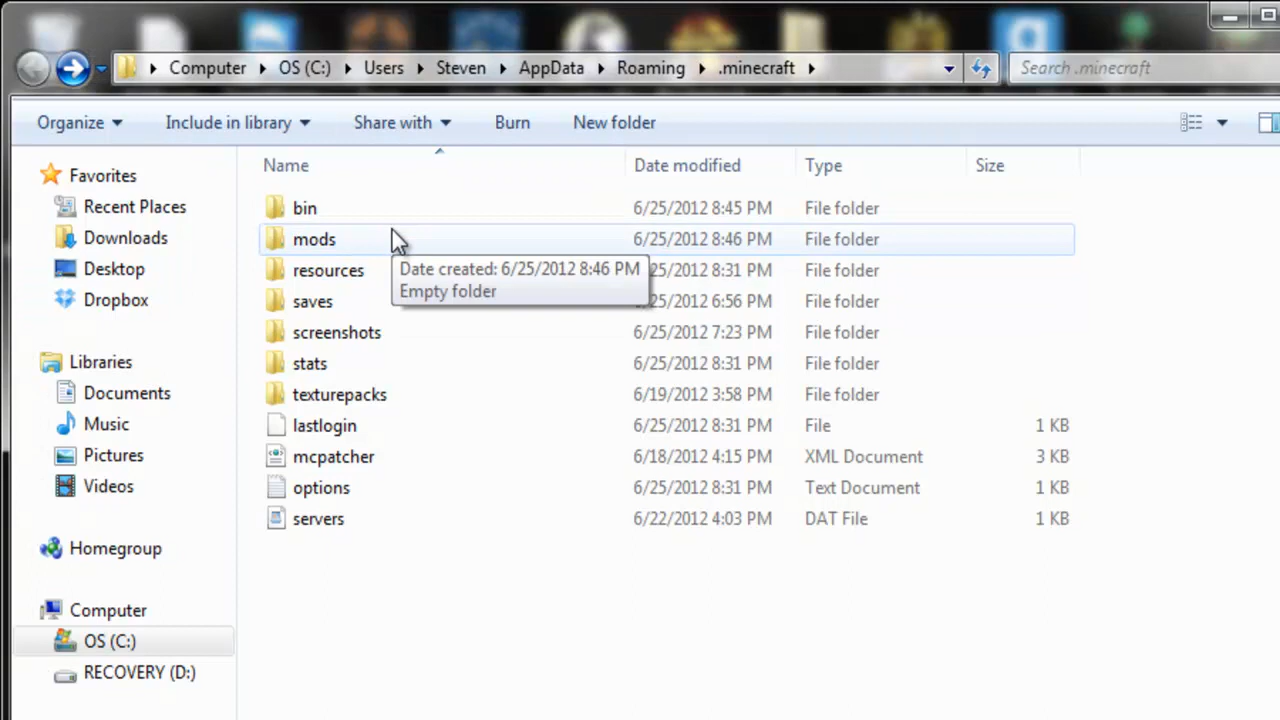 Computer OS (C:) Users Steven AppData Roaming .minecraft Search .minecraft
Organize Include in library Share with Burn New folder
Name Date modified Type Size
Favorites
Recent Places
Downloads
Desktop
Dropbox
Libraries
Documents
Music
Pictures
Videos
Homegroup
Computer
OS (C:)
RECOVERY (D:)
bin 6/25/2012 8:45 PM File folder
mods 6/25/2012 8:46 PM File folder
resources 6/25/2012 8:31 PM File folder
saves 6/25/2012 6:56 PM File folder
screenshots 6/25/2012 7:23 PM File folder
stats 6/25/2012 8:31 PM File folder
texturepacks 6/19/2012 3:58 PM File folder
lastlogin 6/25/2012 8:31 PM File 1 KB
mcpatcher 6/18/2012 4:15 PM XML Document 3 KB
options 6/25/2012 8:31 PM Text Document 1 KB
servers 6/22/2012 4:03 PM DAT File 1 KB
Date created: 6/25/2012 8:46 PM
Empty folder